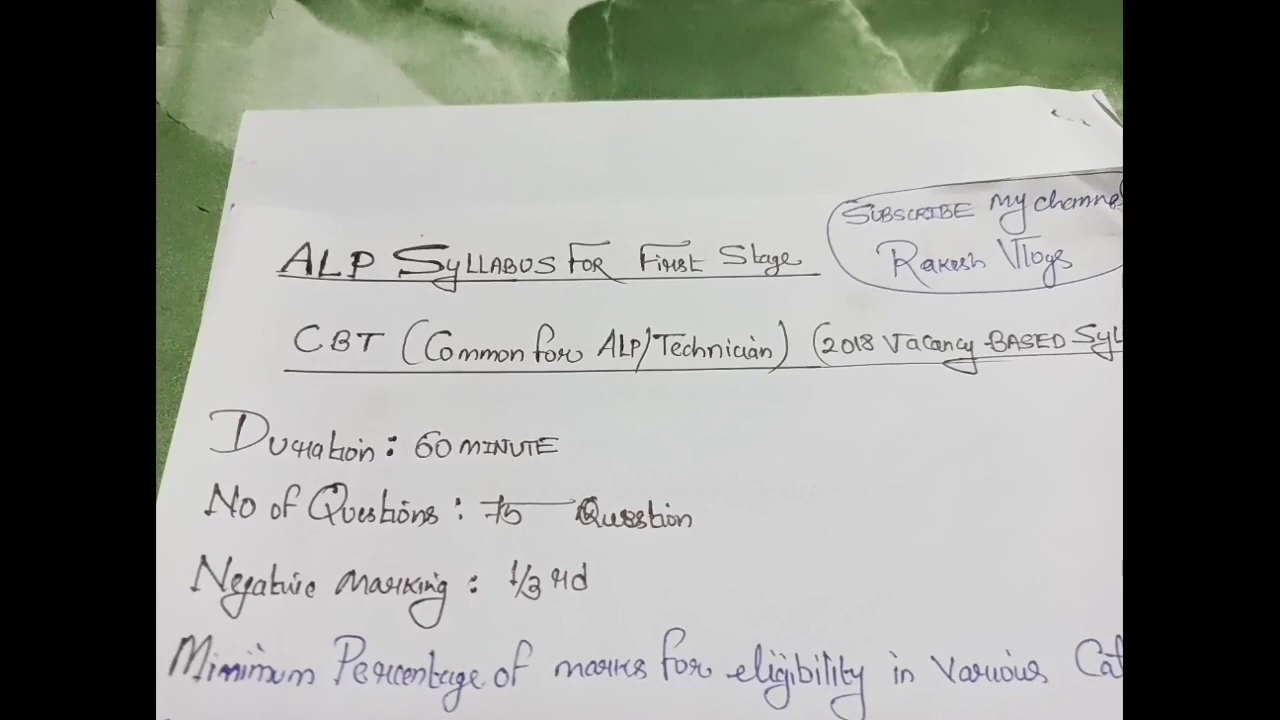 SUBSCRIBE My channel
Rakesh Vlogs
ALP SYLLABUS FOR FIRST Stage
CBT (Common for ALP/Technician) (2018 Vacancy BASED SYL
Duration: 60 MINUTE
No of Questions: 75 Question
Negative marking: 1/3 rd
Minimum Percentage of marks for eligibility in various Cat